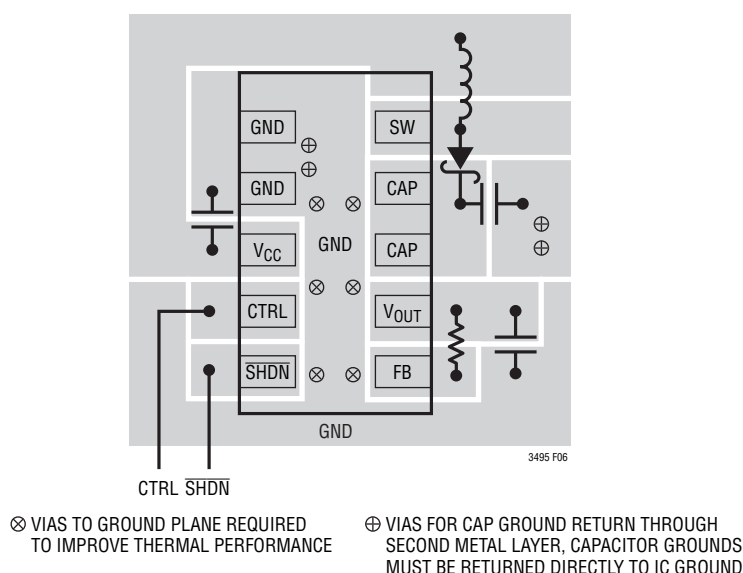 GND SW
GND CAP
GND
VCC CAP
CTRL VOUT
SHDN FB
GND
3495 F06
CTRL SHDN
⊗ VIAS TO GROUND PLANE REQUIRED
TO IMPROVE THERMAL PERFORMANCE
⊕ VIAS FOR CAP GROUND RETURN THROUGH
SECOND METAL LAYER, CAPACITOR GROUNDS
MUST BE RETURNED DIRECTLY TO IC GROUND